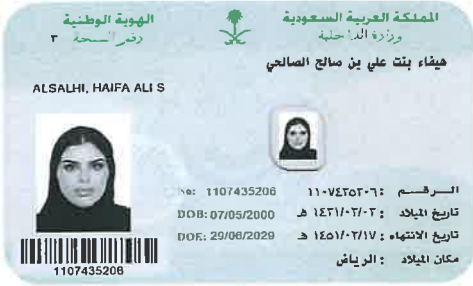 المملكة العربية السعودية
وزارة الداخلية
الهوية الوطنية
رقم النسخة ٣
هيفاء بنت علي بن صالح الصالحي
ALSALHI, HAIFA ALI S
No: 1107435206
الرقم : ١١٠٧٤٣٥٢٠٦
DOB: 07/05/2000
تاريخ الميلاد : ١٤٢١/٠٢/٠٣ هـ
DOE: 29/06/2029
تاريخ الانتهاء : ١٤٥١/٠٢/١٧ هـ
مكان الميلاد : الرياض
1107435206